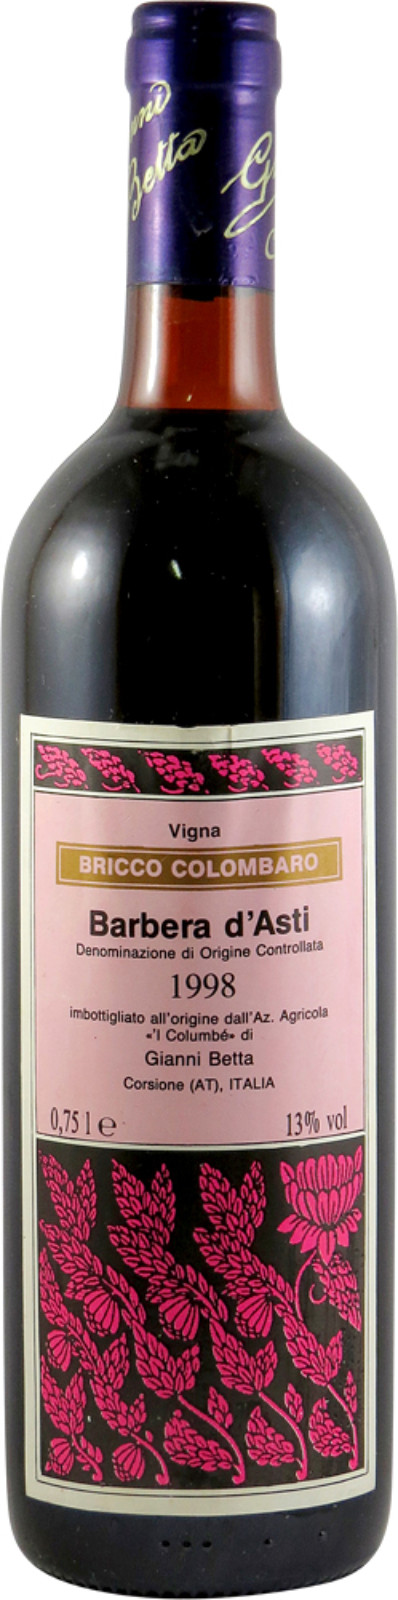 Betta
Vigna
BRICCO COLOMBARO
Barbera d'Asti
Denominazione di Origine Controllata
1998
imbottigliato all'origine dall'Az. Agricola
«'l Columbé» di
Gianni Betta
Corsione (AT), ITALIA
0,75 l e 13% vol